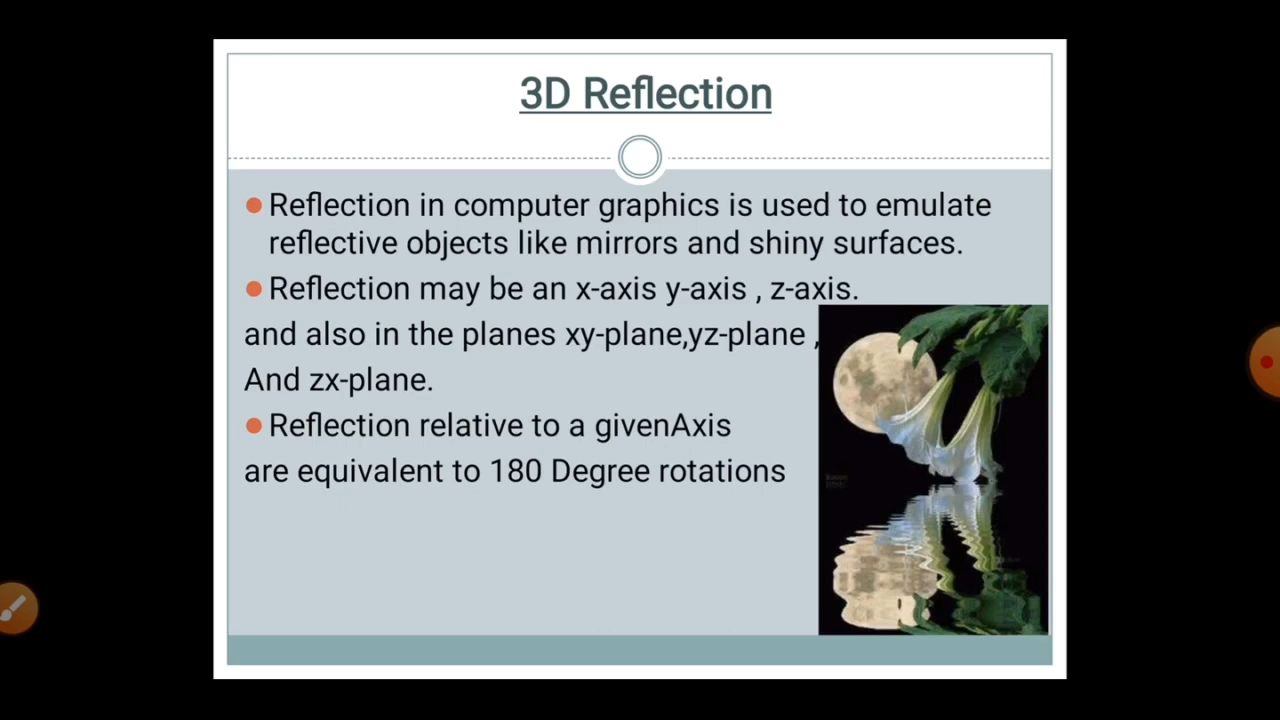 3D Reflection
Reflection in computer graphics is used to emulate
reflective objects like mirrors and shiny surfaces.
Reflection may be an x-axis y-axis , z-axis.
and also in the planes xy-plane,yz-plane ,
And zx-plane.
Reflection relative to a givenAxis
are equivalent to 180 Degree rotations